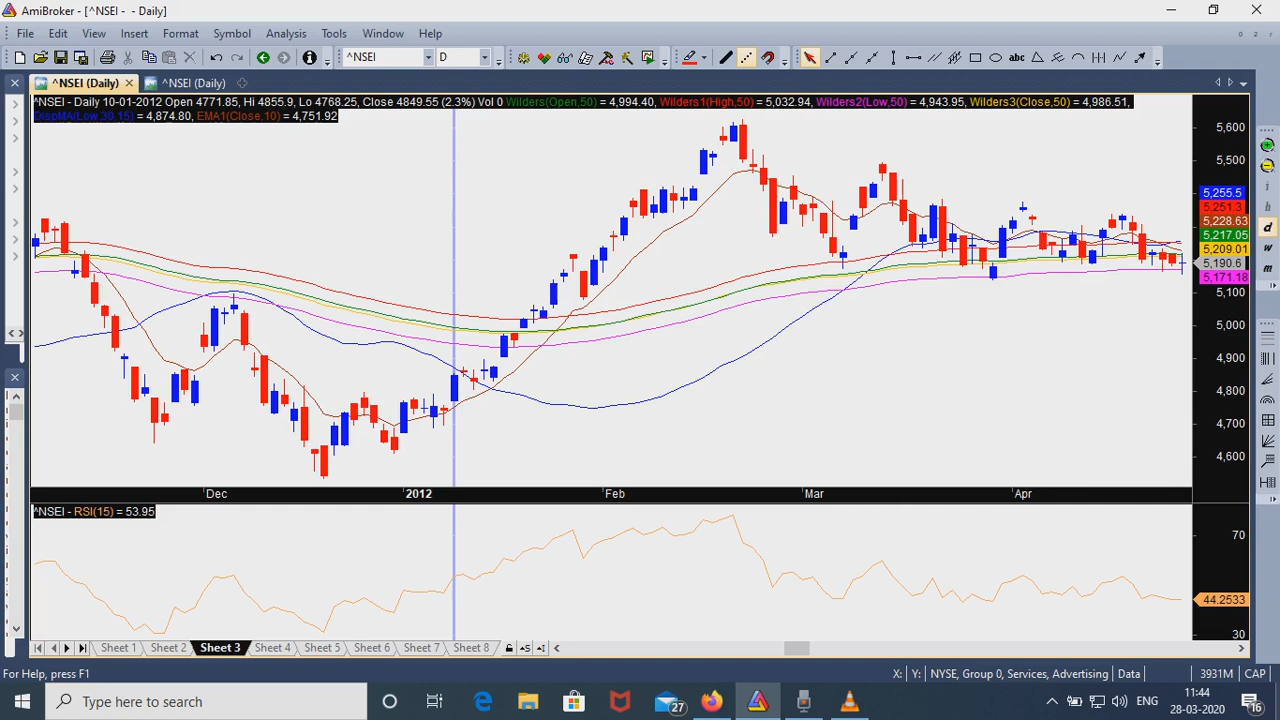 AmiBroker - [^NSEI - - Daily]
File Edit View Insert Format Symbol Analysis Tools Window Help
^NSEI D
^NSEI (Daily) ^NSEI (Daily)
^NSEI - Daily 10-01-2012 Open 4771.85, Hi 4855.9, Lo 4768.25, Close 4849.55 (2.3%) Vol 0 Wilders(Open,50) = 4,994.40, Wilders1(High,50) = 5,032.94, Wilders2(Low,50) = 4,943.95, Wilders3(Close,50) = 4,986.51,
DispMA(Low,30,15) = 4,874.80, EMA1(Close,10) = 4,751.92
5,600
5,500
5,255.5
5,251.3
5,228.63
5,217.05
5,209.01
5,190.6
5,171.18
5,100
5,000
4,900
4,800
4,700
4,600
Dec 2012 Feb Mar Apr
^NSEI - RSI(15) = 53.95
70
44.2533
30
i
h
d
w
m
Sheet 1 Sheet 2 Sheet 3 Sheet 4 Sheet 5 Sheet 6 Sheet 7 Sheet 8
For Help, press F1 X: Y: NYSE, Group 0, Services, Advertising Data 3931M CAP
Type here to search
27
ENG
11:44
28-03-2020
16